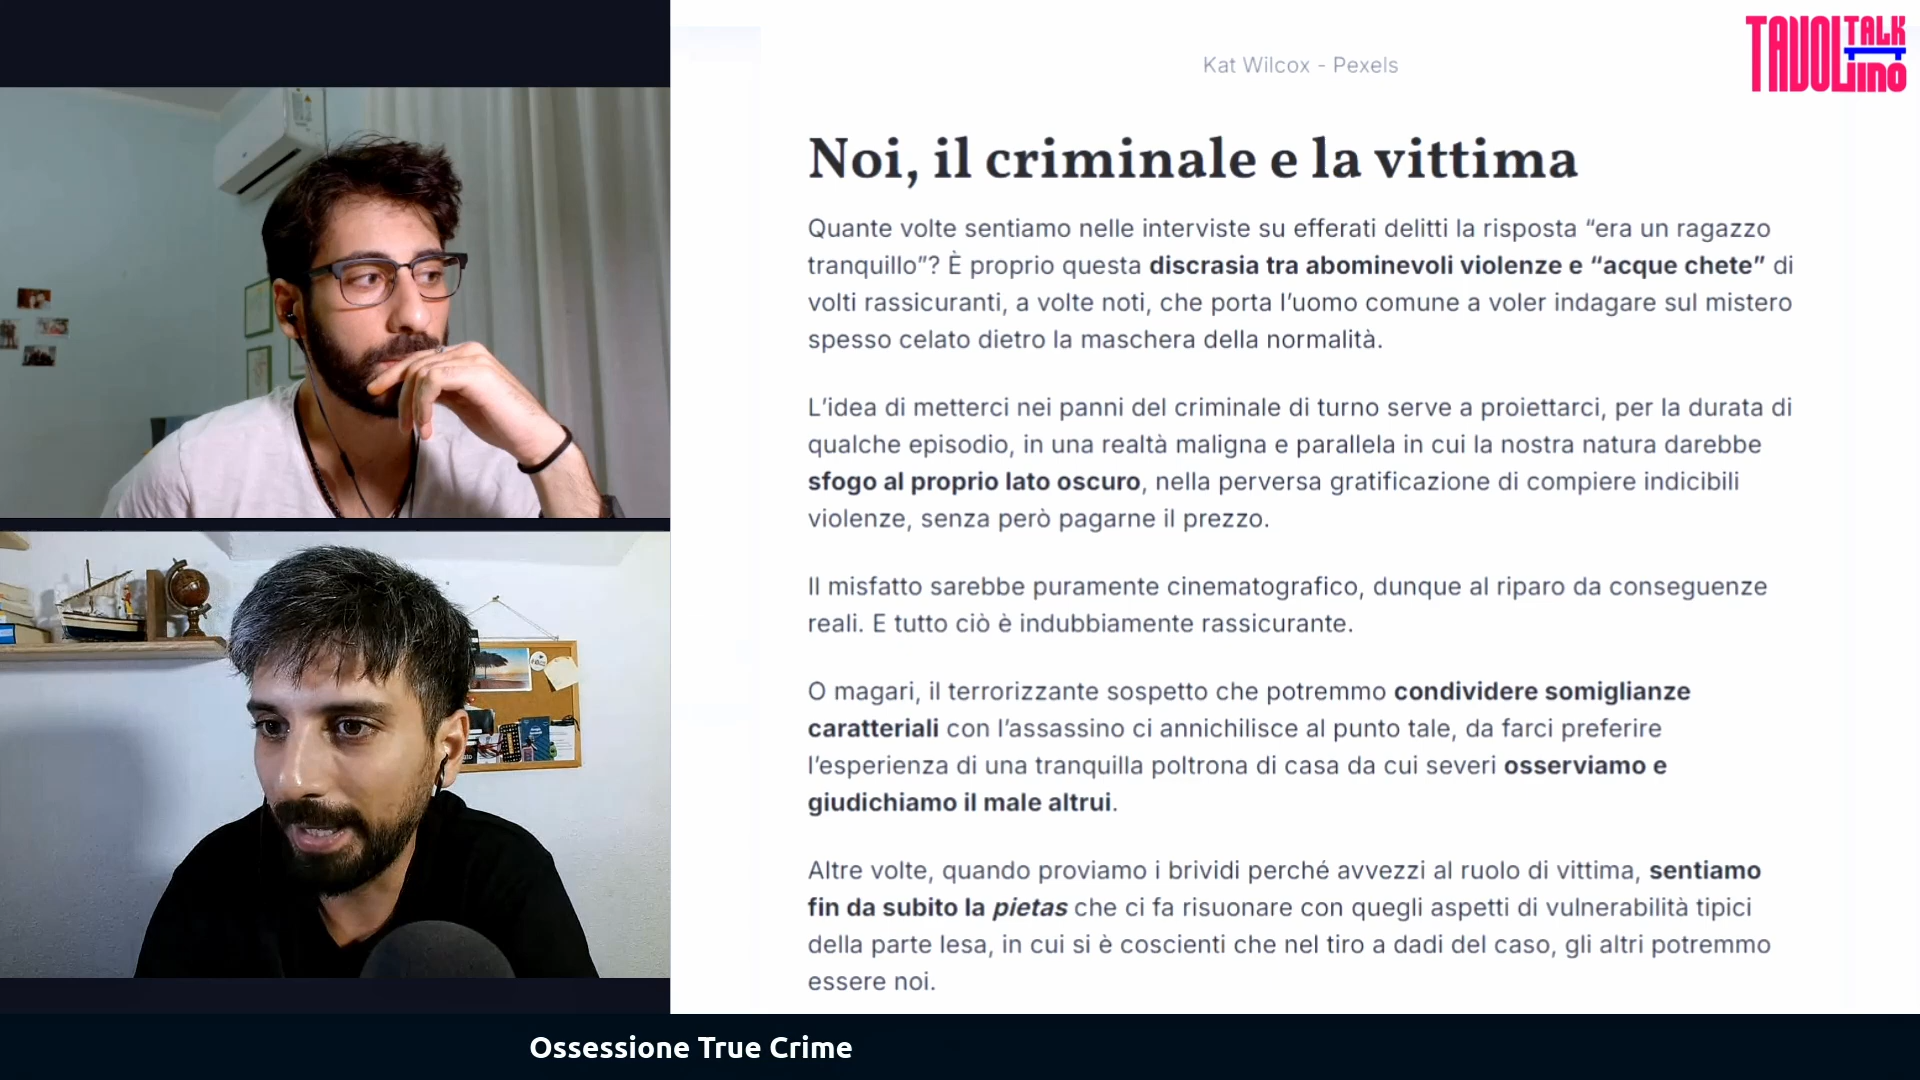 TAVOLINO TALK
Kat Wilcox - Pexels
Noi, il criminale e la vittima
Quante volte sentiamo nelle interviste su efferati delitti la risposta “era un ragazzo
tranquillo”? È proprio questa discrasia tra abominevoli violenze e “acque chete” di
volti rassicuranti, a volte noti, che porta l’uomo comune a voler indagare sul mistero
spesso celato dietro la maschera della normalità.
L’idea di metterci nei panni del criminale di turno serve a proiettarci, per la durata di
qualche episodio, in una realtà maligna e parallela in cui la nostra natura darebbe
sfogo al proprio lato oscuro, nella perversa gratificazione di compiere indicibili
violenze, senza però pagarne il prezzo.
Il misfatto sarebbe puramente cinematografico, dunque al riparo da conseguenze
reali. E tutto ciò è indubbiamente rassicurante.
O magari, il terrorizzante sospetto che potremmo condividere somiglianze
caratteriali con l’assassino ci annichilisce al punto tale, da farci preferire
l’esperienza di una tranquilla poltrona di casa da cui severi osserviamo e
giudichiamo il male altrui.
Altre volte, quando proviamo i brividi perché avvezzi al ruolo di vittima, sentiamo
fin da subito la pietas che ci fa risuonare con quegli aspetti di vulnerabilità tipici
della parte lesa, in cui si è coscienti che nel tiro a dadi del caso, gli altri potremmo
essere noi.
Ossessione True Crime